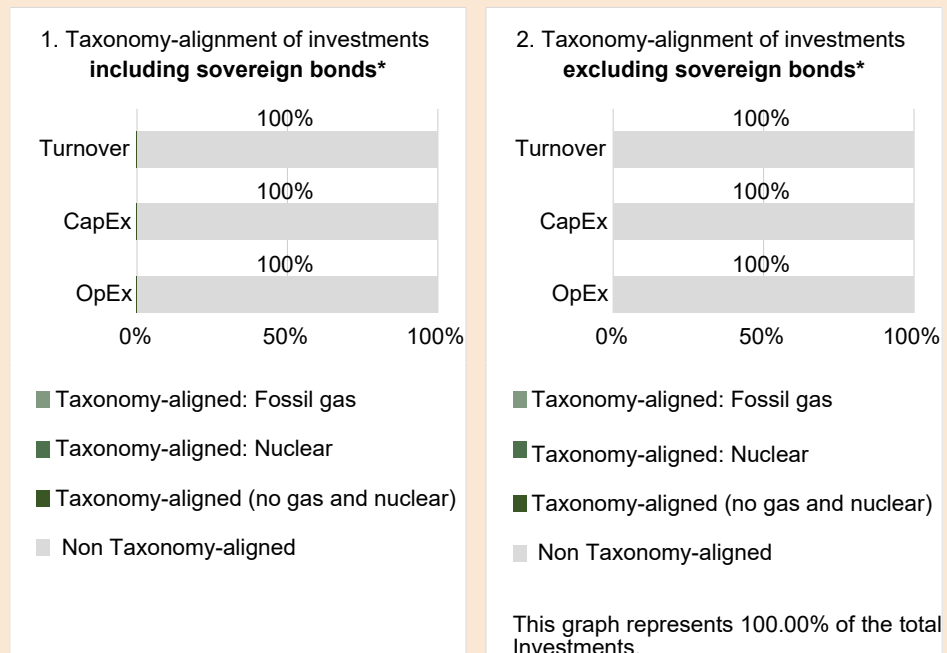 1. Taxonomy-alignment of investments
including sovereign bonds*
100%
Turnover
100%
CapEx
100%
OpEx
0% 50% 100%
Taxonomy-aligned: Fossil gas
Taxonomy-aligned: Nuclear
Taxonomy-aligned (no gas and nuclear)
Non Taxonomy-aligned
2. Taxonomy-alignment of investments
excluding sovereign bonds*
100%
Turnover
100%
CapEx
100%
OpEx
0% 50% 100%
Taxonomy-aligned: Fossil gas
Taxonomy-aligned: Nuclear
Taxonomy-aligned (no gas and nuclear)
Non Taxonomy-aligned
This graph represents 100.00% of the total
Investments.